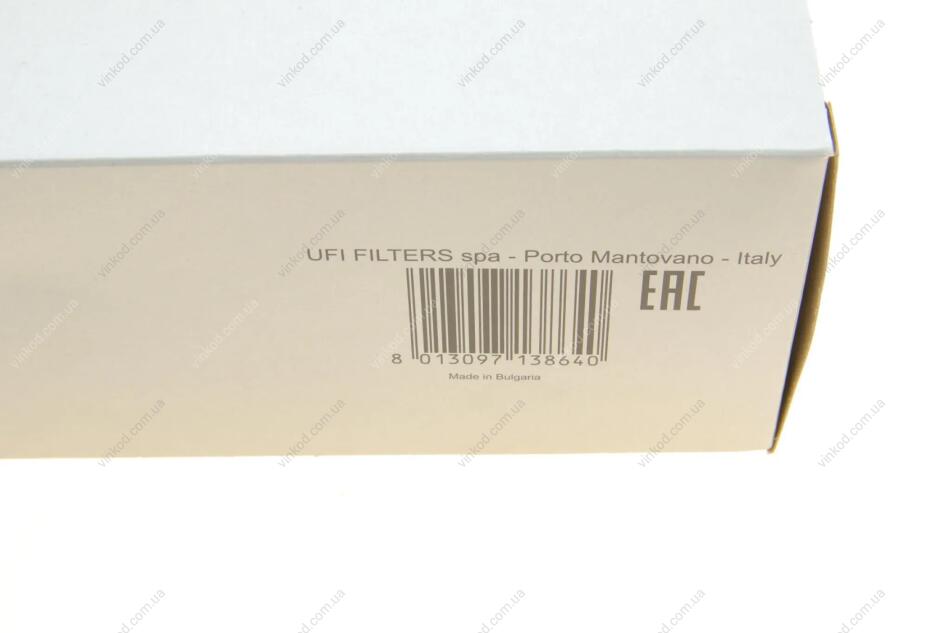 UFI FILTERS spa - Porto Mantovano - Italy
EAC
8 013097 138640
Made in Bulgaria
vinkod.com.ua